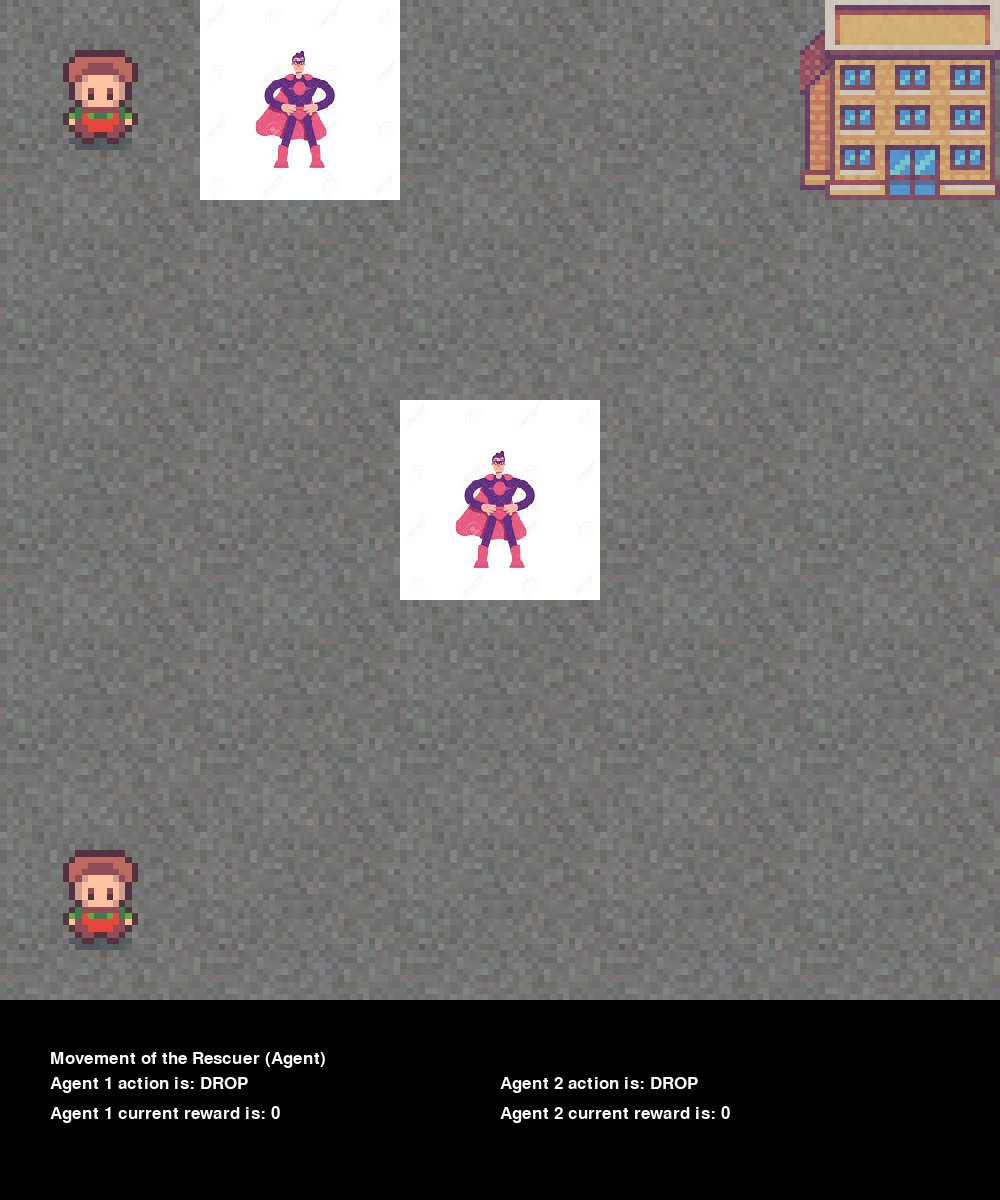 Movement of the Rescuer (Agent)
Agent 1 action is: DROP
Agent 2 action is: DROP
Agent 1 current reward is: 0
Agent 2 current reward is: 0